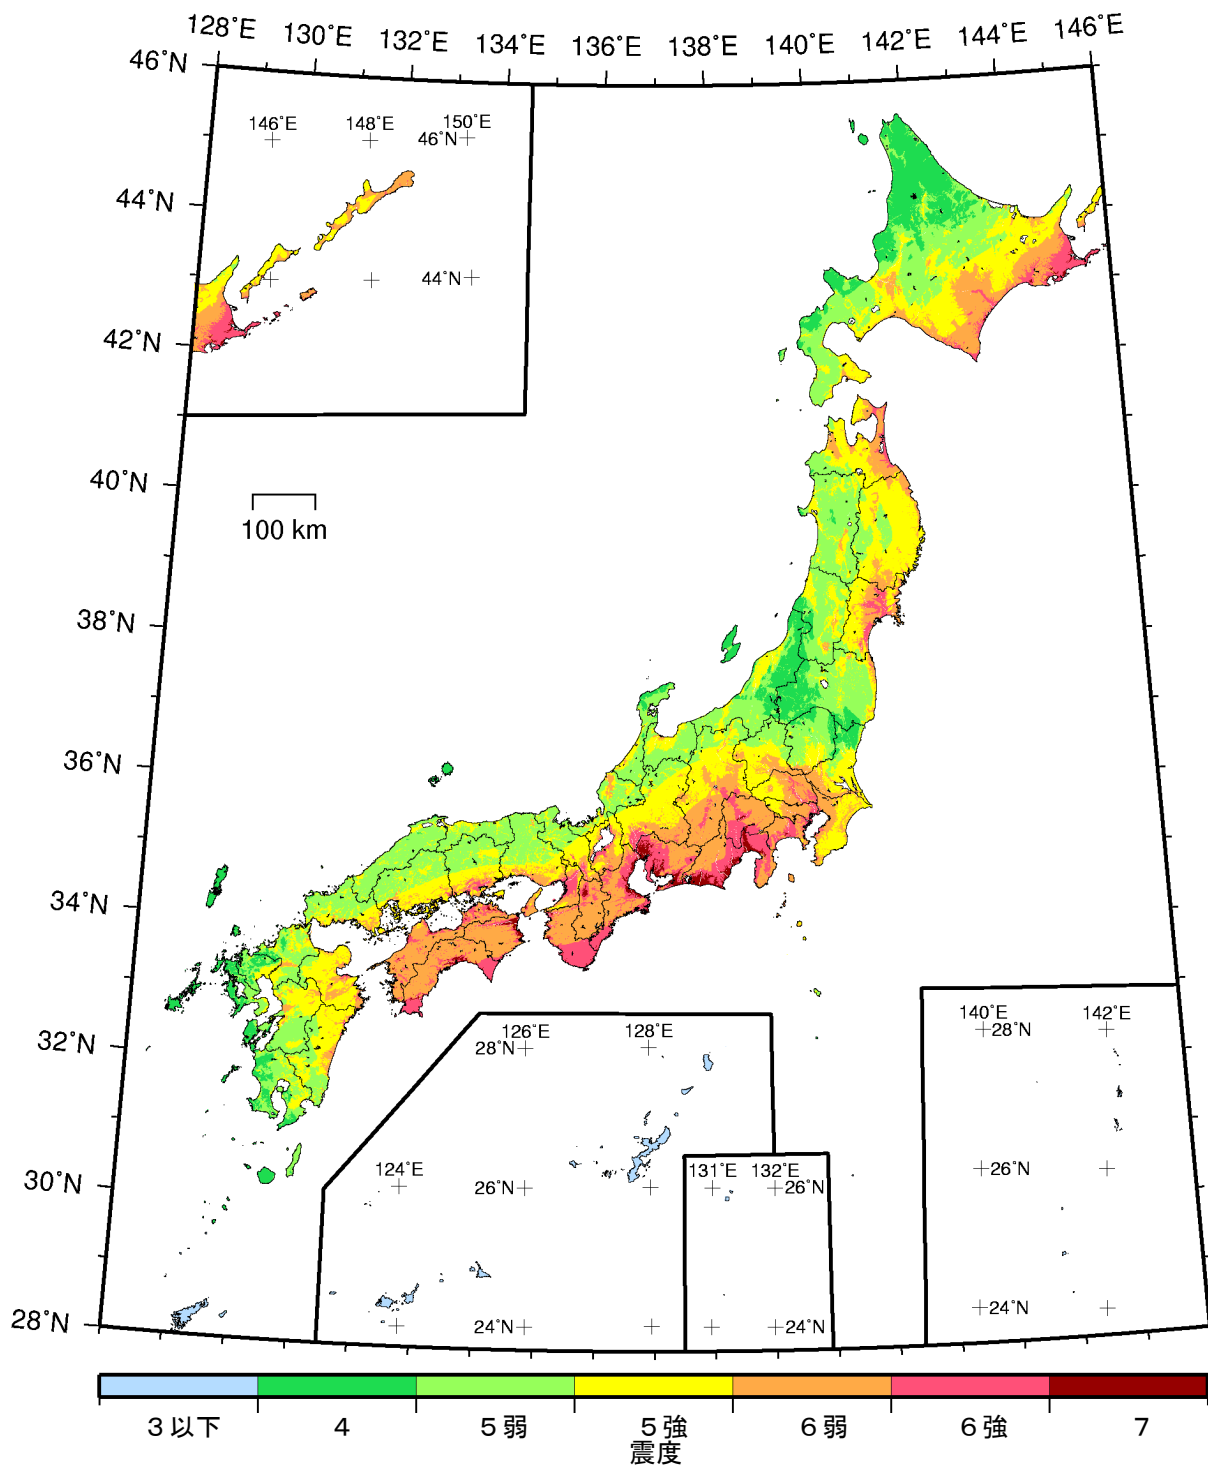 128°E 130°E 132°E 134°E 136°E 138°E 140°E 142°E 144°E 146°E
46°N
146°E 148°E 150°E
46°N
44°N
44°N
42°N
40°N
100 km
38°N
36°N
34°N
32°N
126°E 128°E
28°N
140°E 142°E
28°N
30°N
124°E
26°N
131°E 132°E
26°N
26°N
28°N
24°N
24°N
24°N
3以下 4 5弱 5強 6弱 6強 7
震度